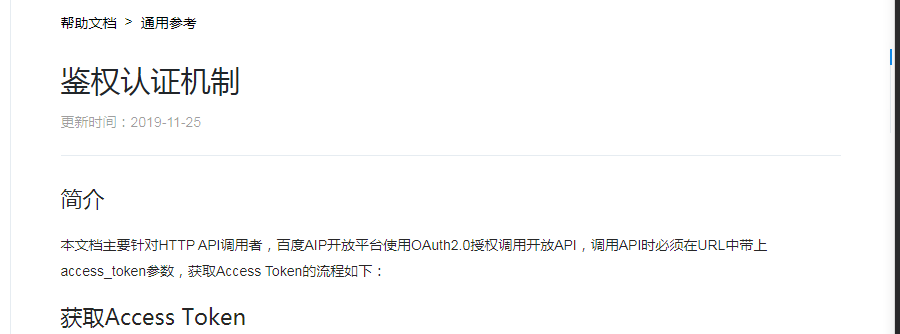 帮助文档 > 通用参考
鉴权认证机制
更新时间：2019-11-25
简介
本文档主要针对HTTP API调用者，百度AIP开放平台使用OAuth2.0授权调用开放API，调用API时必须在URL中带上
access_token参数，获取Access Token的流程如下：
获取Access Token